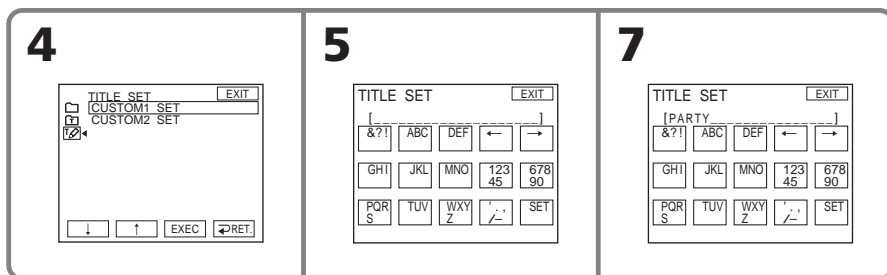 4
TITLE SET EXIT
CUSTOM1 SET
CUSTOM2 SET
↓ ↑ EXEC RET.
5
TITLE SET EXIT
[____________________]
&?! ABC DEF ← →
GHI JKL MNO 123 45 678 90
PQR S TUV WXY Z ' . , / – SET
7
TITLE SET EXIT
[PARTY_______________]
&?! ABC DEF ← →
GHI JKL MNO 123 45 678 90
PQR S TUV WXY Z ' . , / – SET